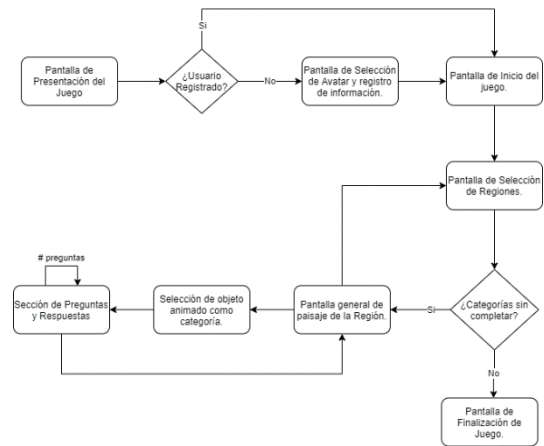 Si
Pantalla de
Presentación del
Juego
¿Usuario
Registrado?
No
Pantalla de Selección
de Avatar y registro
de información.
Pantalla de Inicio del
juego.
Pantalla de Selección
de Regiones.
# preguntas
Sección de Preguntas
y Respuestas
Selección de objeto
animado como
categoría.
Pantalla general de
paisaje de la Región.
Si
¿Categorías sin
completar?
No
Pantalla de
Finalización de
Juego.